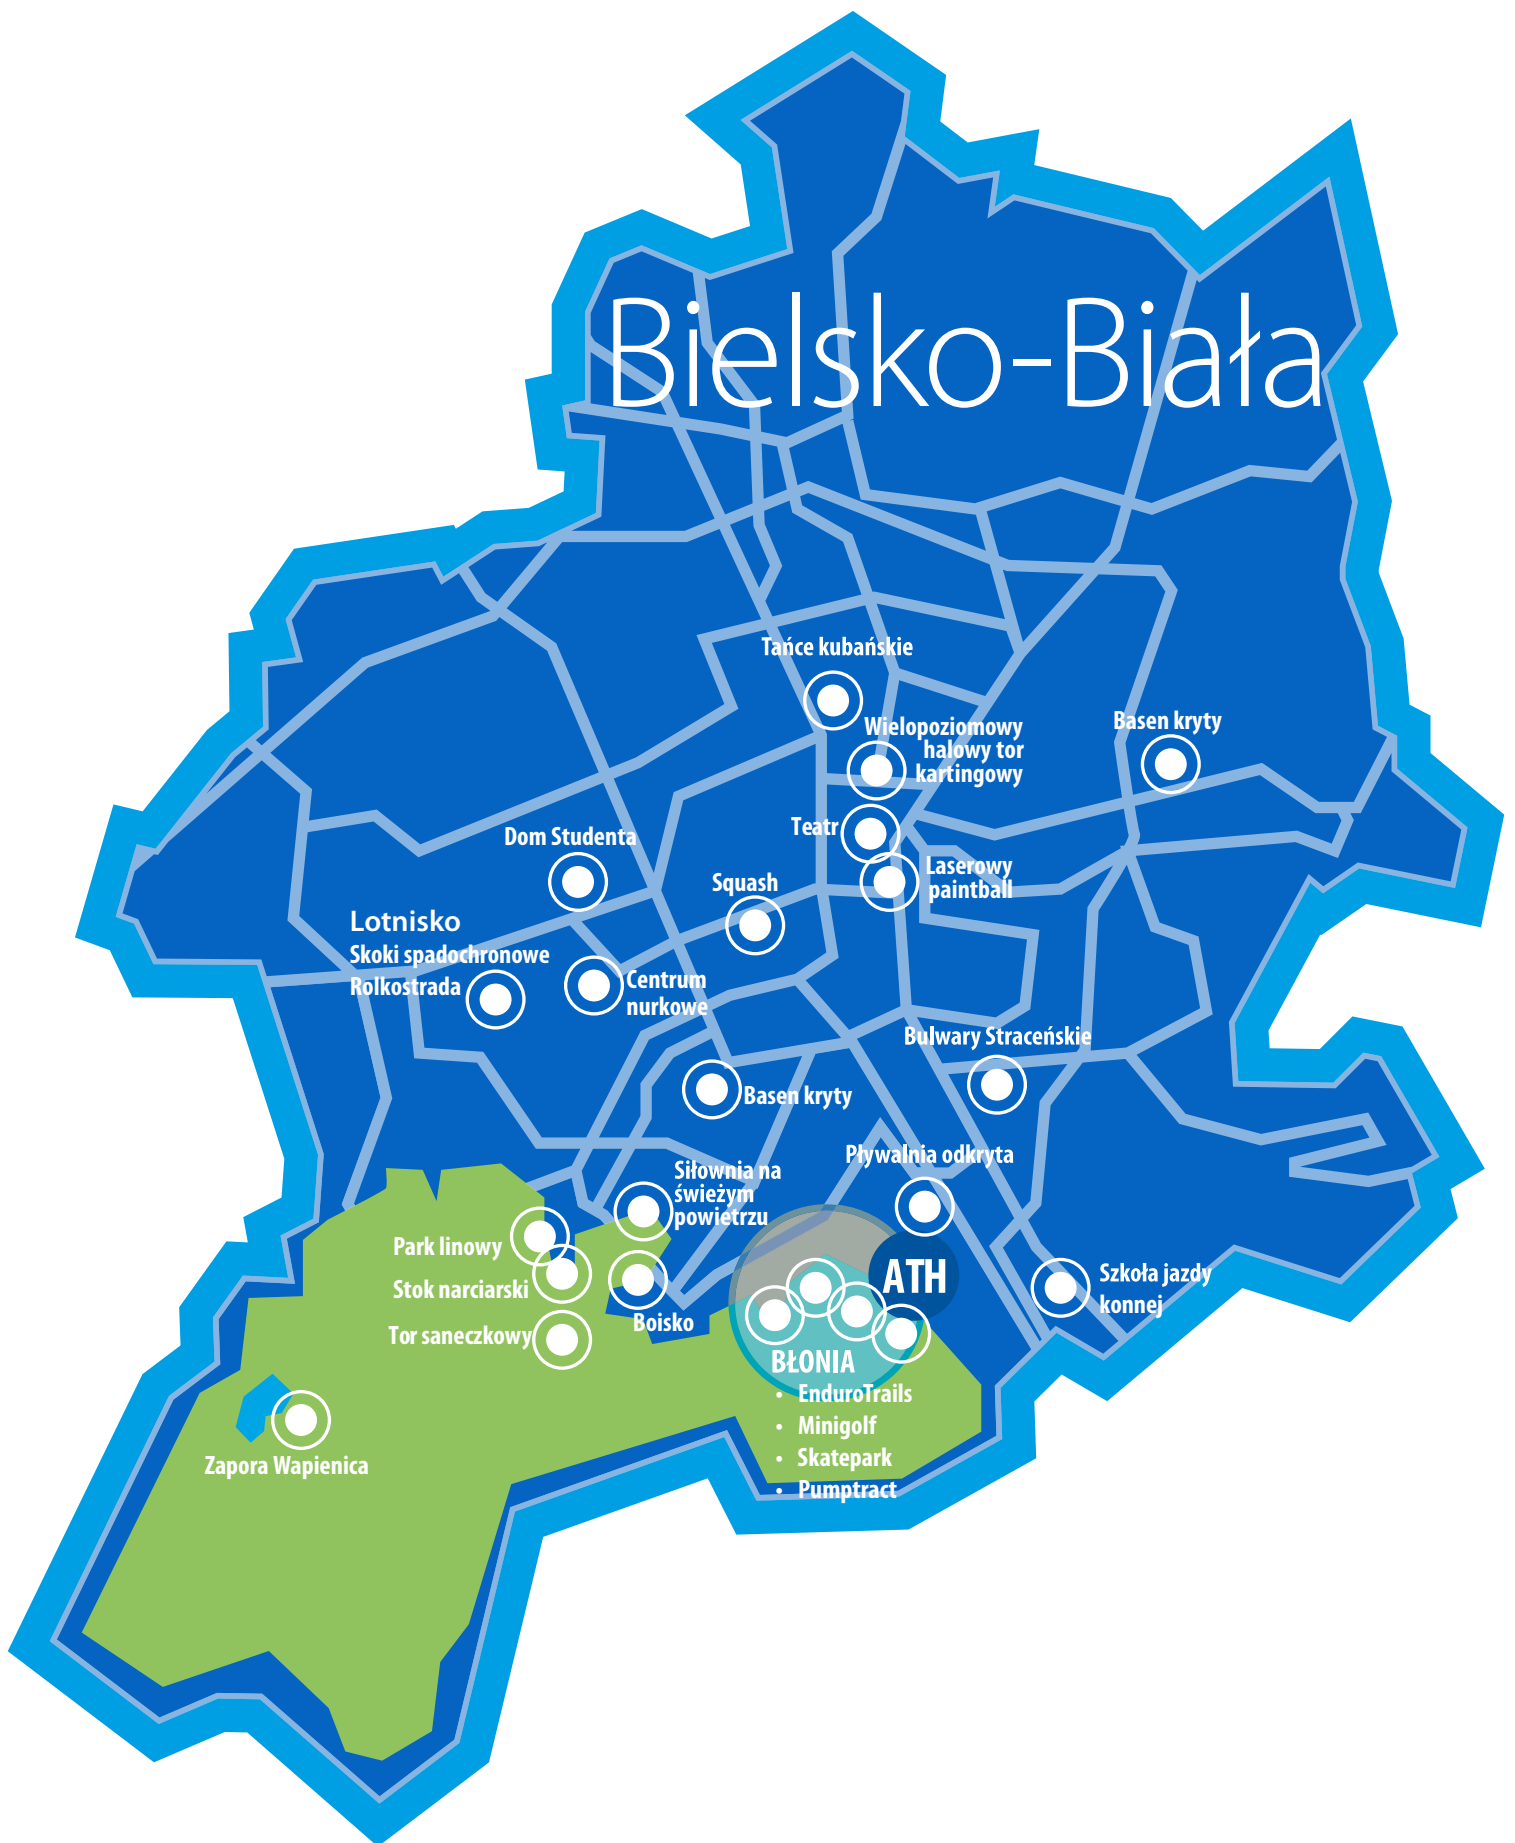 Bielsko-Biała
Tańce kubańskie
Wielopoziomowy
halowy tor
kartingowy
Basen kryty
Teatr
Dom Studenta
Laserowy
paintball
Squash
Lotnisko
Skoki spadochronowe
Rolkostrada
Centrum
nurkowe
Bulwary Straceńskie
Basen kryty
Pływalnia odkryta
Siłownia na
świeżym
powietrzu
Park linowy
Stok narciarski
ATH
Szkoła jazdy
konnej
Boisko
Tor saneczkowy
BŁONIA
• EnduroTrails
• Minigolf
• Skatepark
• Pumptract
Zapora Wapienica